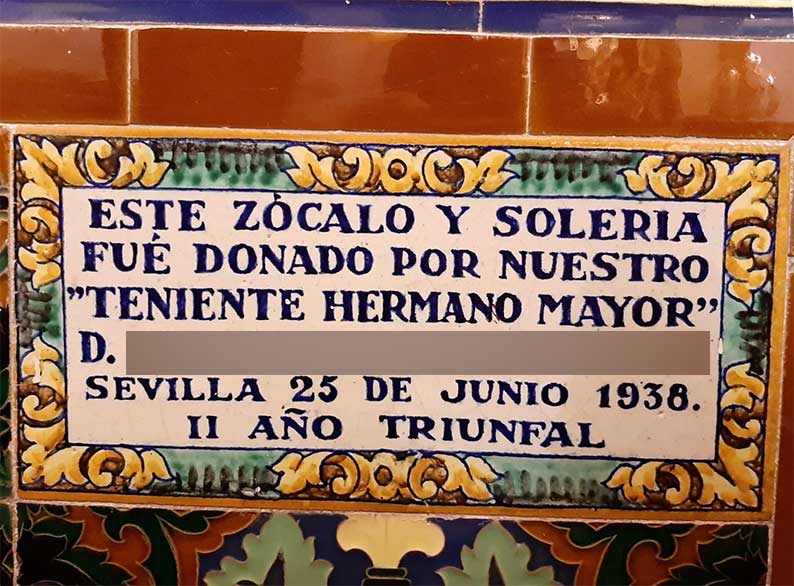 ESTE ZÓCALO Y SOLERIA
FUÉ DONADO POR NUESTRO
"TENIENTE HERMANO MAYOR"
D.
SEVILLA 25 DE JUNIO 1938.
II AÑO TRIUNFAL